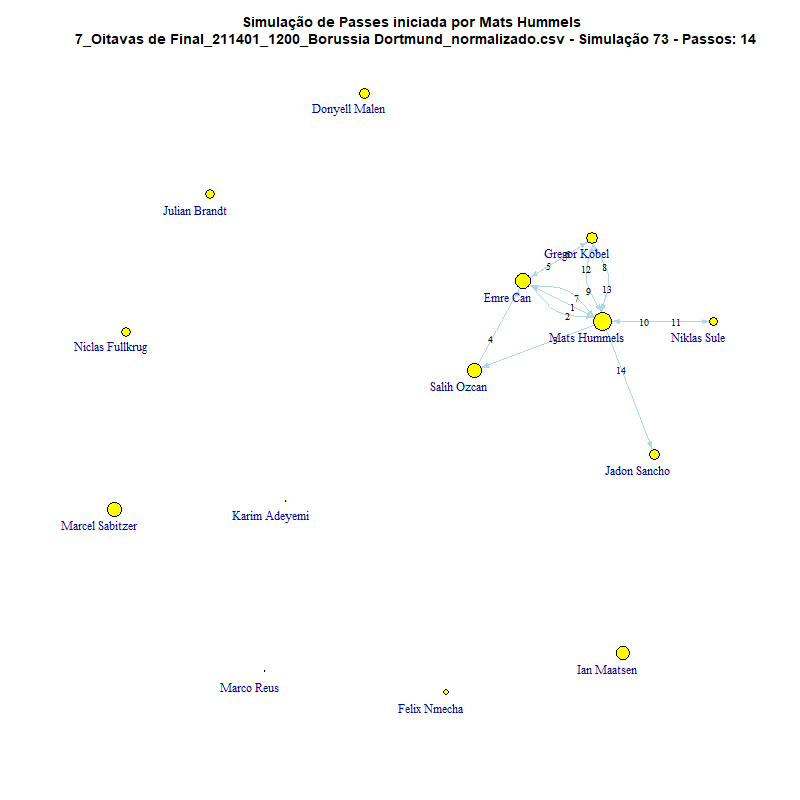 Simulação de Passes iniciada por Mats Hummels
7_Oitavas de Final_211401_1200_Borussia Dortmund_normalizado.csv - Simulação 73 - Passos: 14
Donyell Malen
Julian Brandt
Gregor Kobel
5
12
8
Emre Can
9
13
7
1
2
Niclas Fullkrug
4
Mats Hummels
10
11
Niklas Sule
Salih Ozcan
14
Jadon Sancho
Karim Adeyemi
Marcel Sabitzer
Ian Maatsen
Marco Reus
Felix Nmecha